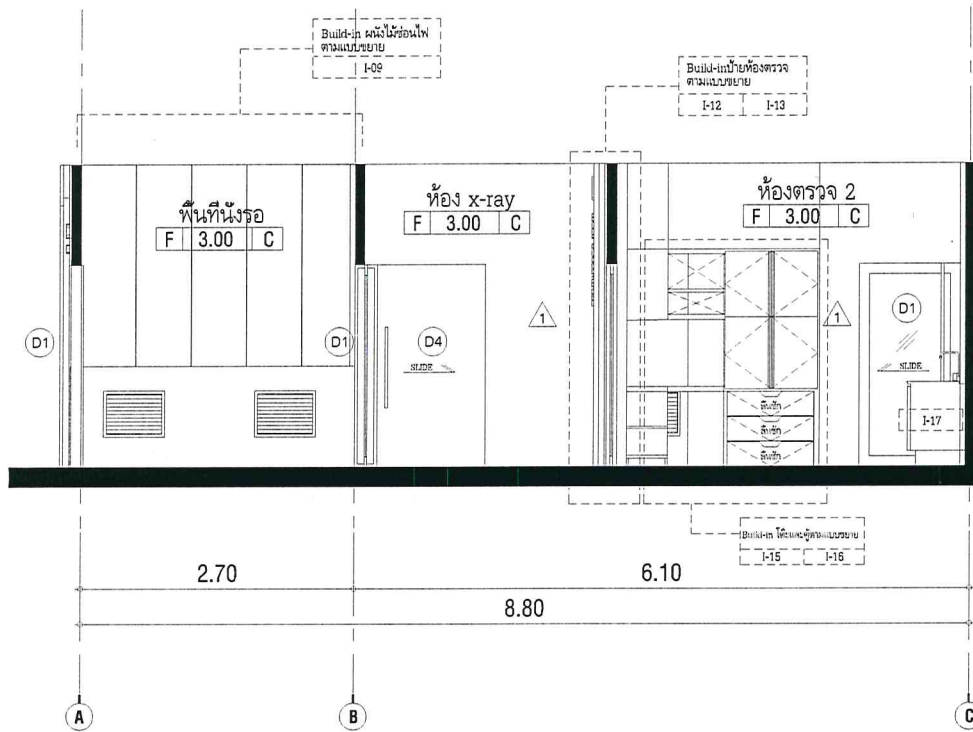 Build-in ผนังไม้ซ่อนไฟ
ตามแบบขยาย
I-09
Build-inป้ายห้องตรวจ
ตามแบบขยาย
I-12 I-13
พื้นที่นั่งรอ
F 3.00 C
ห้อง x-ray
F 3.00 C
ห้องตรวจ 2
F 3.00 C
D1
D1
D4
SLIDE
1
1
D1
SLIDE
ลิ้นชัก
ลิ้นชัก
ลิ้นชัก
I-17
Build-in โต๊ะและตู้ตามแบบขยาย
I-15 I-16
2.70
6.10
8.80
A
B
C